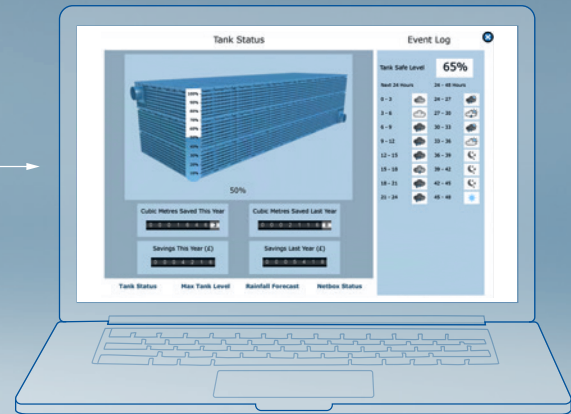 Tank Status
Event Log
100%
90%
80%
70%
60%
50%
40%
30%
20%
10%
50%
Cubic Metres Saved This Year
Cubic Metres Saved Last Year
Savings This Year (£)
Savings Last Year (£)
Tank Status Max Tank Level Rainfall Forecast Netbox Status
Tank Safe Level 65%
Next 24 Hours 24 - 48 Hours
0 - 3 24 - 27
3 - 6 27 - 30
6 - 9 30 - 33
9 - 12 33 - 36
12 - 15 36 - 39
15 - 18 39 - 42
18 - 21 42 - 45
21 - 24 45 - 48